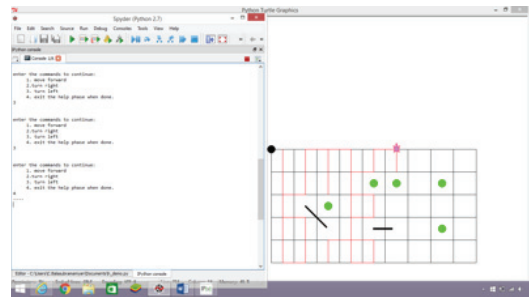 Python Turtle Graphics
Spyder (Python 2.7)
File Edit Search Source Run Debug Consoles Tools View Help
IPython console
Console 1/A
enter the commands to continue:
1. move forward
2.turn right
3. turn left
4. exit the help phase when done.
3
enter the commands to continue:
1. move forward
2.turn right
3. turn left
4. exit the help phase when done.
3
enter the commands to continue:
1. move forward
2.turn right
3. turn left
4. exit the help phase when done.
4
IPython console